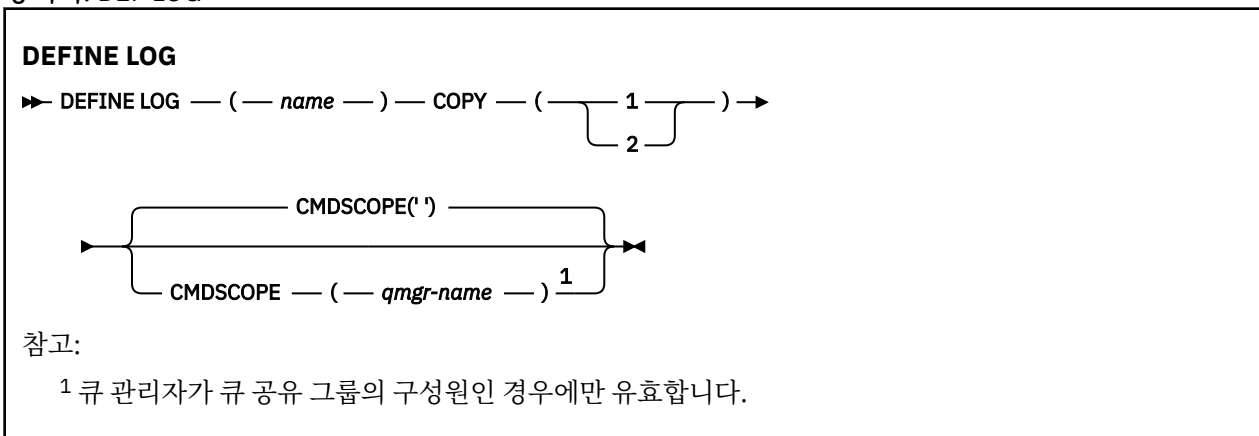 DEFINE LOG
DEFINE LOG ( name ) COPY ( 1 )
2
CMDSCOPE(' ')
CMDSCOPE ( qmgr-name ) 1
참고:
1 큐 관리자가 큐 공유 그룹의 구성원인 경우에만 유효합니다.